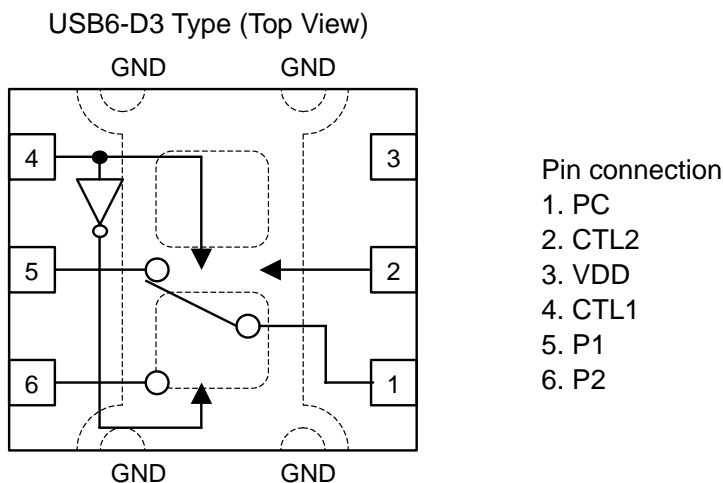 USB6-D3 Type (Top View)
GND GND
4 3
5 2
6 1
GND GND
Pin connection
1. PC
2. CTL2
3. VDD
4. CTL1
5. P1
6. P2